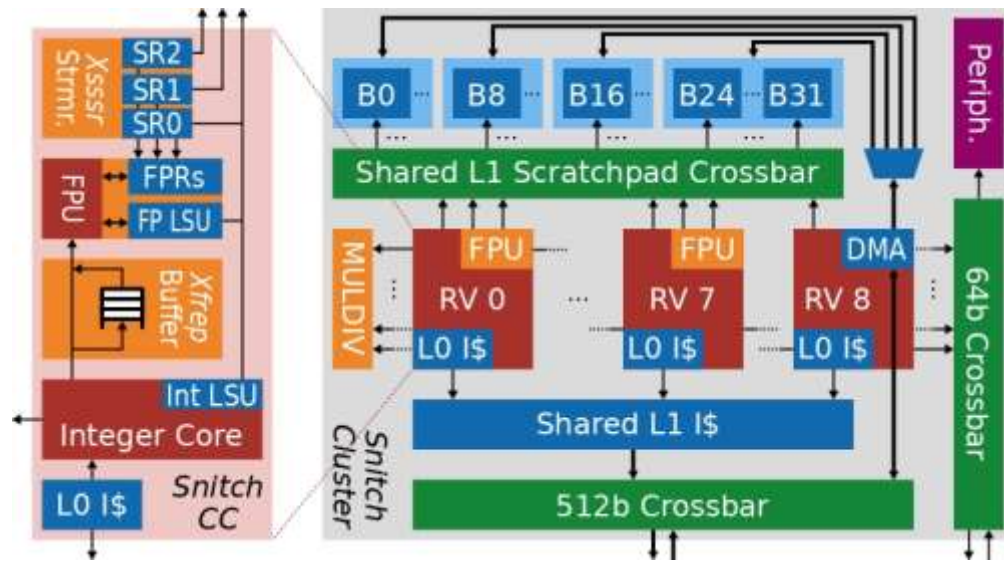 Xsssr
Strmr.
SR2
SR1
SR0
FPU
FPRs
FP LSU
Xfrep
Buffer
Int LSU
Integer Core
L0 I$
Snitch
CC
B0 ... B8 ... B16 ... B24 ... B31
... ... ... ...
Shared L1 Scratchpad Crossbar
Periph.
MULDIV
FPU
RV 0
L0 I$
...
FPU
RV 7
L0 I$
DMA
RV 8
L0 I$
64b Crossbar
Shared L1 I$
Snitch
Cluster
512b Crossbar